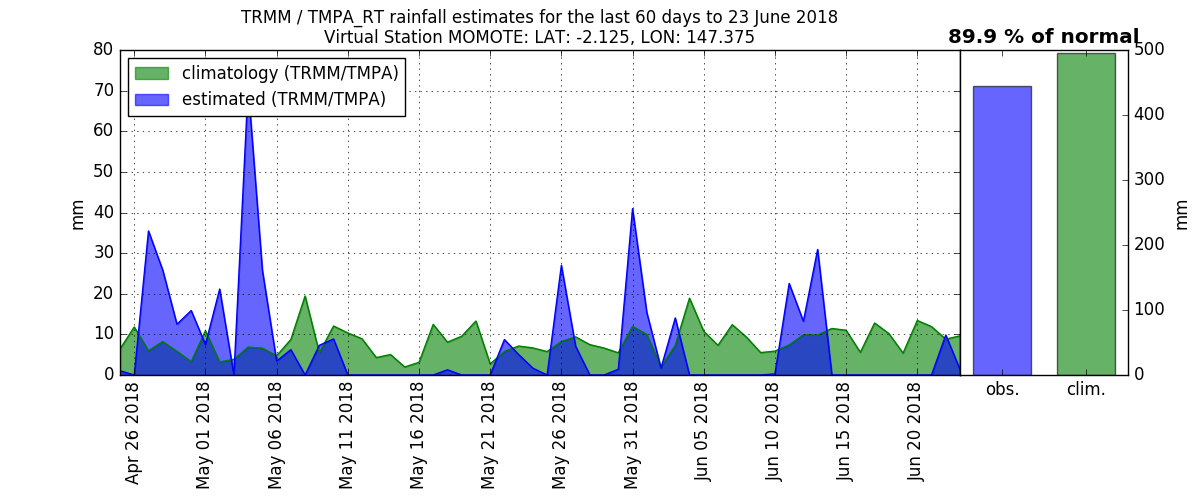 TRMM / TMPA_RT rainfall estimates for the last 60 days to 23 June 2018
Virtual Station MOMOTE: LAT: -2.125, LON: 147.375
89.9 % of normal
climatology (TRMM/TMPA)
estimated (TRMM/TMPA)
mm
80
70
60
50
40
30
20
10
0
Apr 26 2018
May 01 2018
May 06 2018
May 11 2018
May 16 2018
May 21 2018
May 26 2018
May 31 2018
Jun 05 2018
Jun 10 2018
Jun 15 2018
Jun 20 2018
obs.
clim.
500
400
300
200
100
0
mm